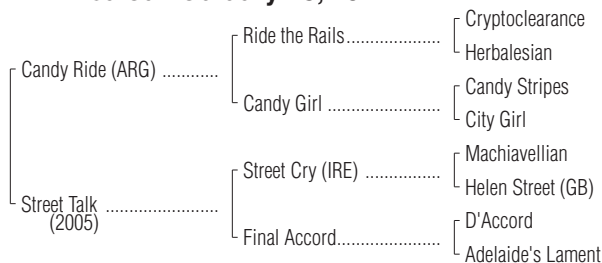 Cryptoclearance
Ride the Rails....................
Herbalesian
Candy Ride (ARG) ............
Candy Stripes
Candy Girl ........................
City Girl
Machiavellian
Street Cry (IRE) ................
Helen Street (GB)
Street Talk ........................
(2005)
D'Accord
Final Accord......................
Adelaide's Lament